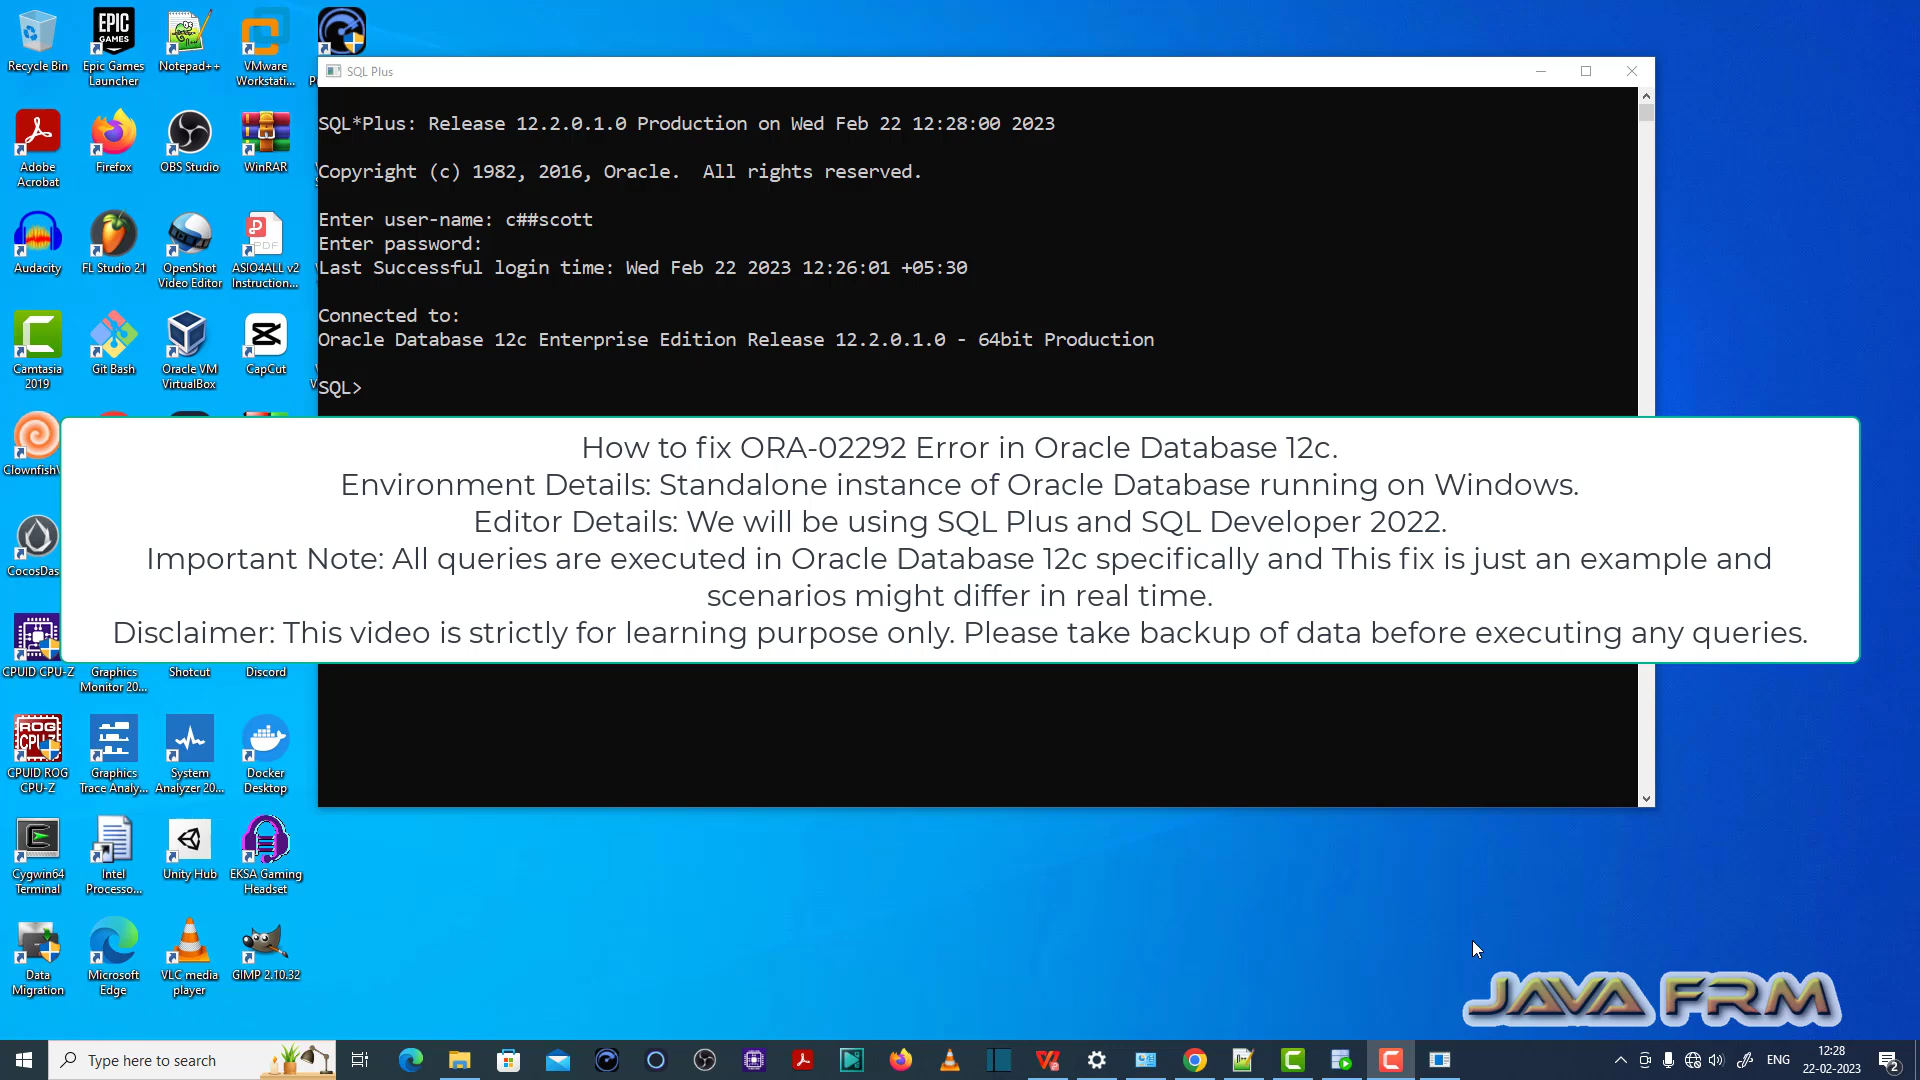 Recycle Bin
Epic Games Launcher
Notepad++
VMware Workstati...
SQL Plus
SQL*Plus: Release 12.2.0.1.0 Production on Wed Feb 22 12:28:00 2023
Copyright (c) 1982, 2016, Oracle.  All rights reserved.
Enter user-name: c##scott
Enter password:
Last Successful login time: Wed Feb 22 2023 12:26:01 +05:30
Connected to:
Oracle Database 12c Enterprise Edition Release 12.2.0.1.0 - 64bit Production
SQL>
Adobe Acrobat
Firefox
OBS Studio
WinRAR
Audacity
FL Studio 21
OpenShot Video Editor
ASIO4ALL v2 Instruction...
Camtasia 2019
Git Bash
Oracle VM VirtualBox
CapCut
How to fix ORA-02292 Error in Oracle Database 12c.
Environment Details: Standalone instance of Oracle Database running on Windows.
Editor Details: We will be using SQL Plus and SQL Developer 2022.
Important Note: All queries are executed in Oracle Database 12c specifically and This fix is just an example and
scenarios might differ in real time.
Disclaimer: This video is strictly for learning purpose only. Please take backup of data before executing any queries.
CPUID CPU-Z
Graphics Monitor 20...
Shotcut
Discord
CPUID ROG CPU-Z
Graphics Trace Analy...
System Analyzer 20...
Docker Desktop
Cygwin64 Terminal
Intel Processo...
Unity Hub
EKSA Gaming Headset
Data Migration
Microsoft Edge
VLC media player
GIMP 2.10.32
JAVA FRM
Type here to search
ENG
12:28
22-02-2023
2